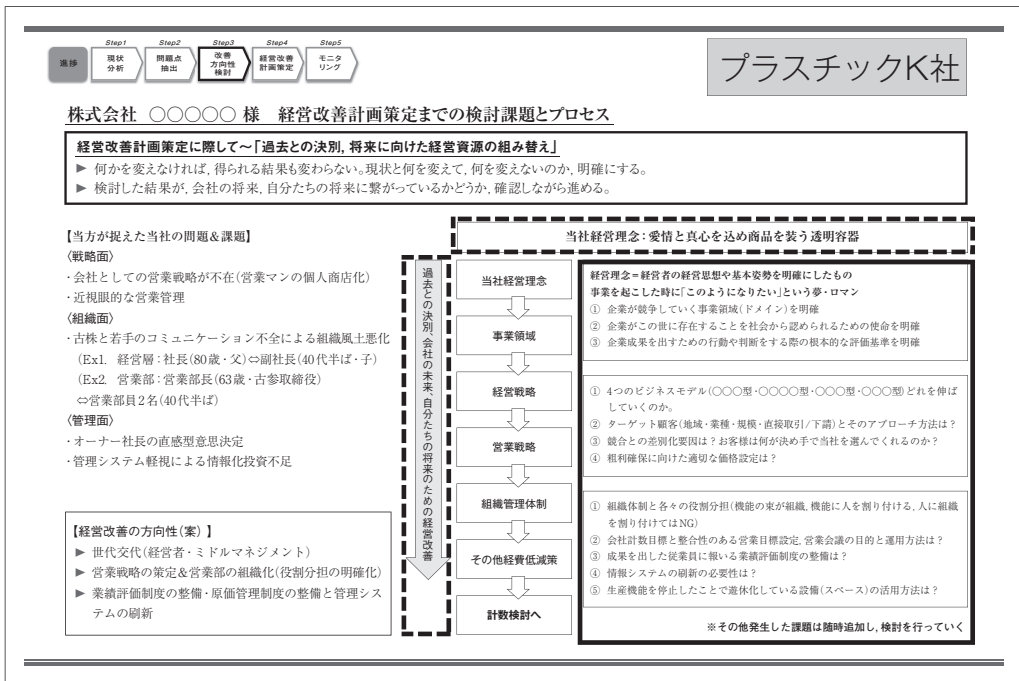 進捗
Step1
現状
分析
Step2
問題点
抽出
Step3
改善
方向性
検討
Step4
経営改善
計画策定
Step5
モニタ
リング
プラスチックK社
株式会社 ○○○○○ 様 経営改善計画策定までの検討課題とプロセス
経営改善計画策定に際して～「過去との決別,将来に向けた経営資源の組み替え」
▶ 何かを変えなければ,得られる結果も変わらない。現状と何を変えて,何を変えないのか,明確にする。
▶ 検討した結果が,会社の将来,自分たちの将来に繋がっているかどうか,確認しながら進める。
【当方が捉えた当社の問題&課題】
〈戦略面〉
・会社としての営業戦略が不在(営業マンの個人商店化)
・近視眼的な営業管理
〈組織面〉
・古株と若手のコミュニケーション不全による組織風土悪化
(Ex1. 経営層:社長(80歳・父)⇔副社長(40代半ば・子)
(Ex2. 営業部:営業部長(63歳・古参取締役)
⇔営業部員2名(40代半ば)
〈管理面〉
・オーナー社長の直感型意思決定
・管理システム軽視による情報化投資不足
【経営改善の方向性(案)】
▶ 世代交代(経営者・ミドルマネジメント)
▶ 営業戦略の策定&営業部の組織化(役割分担の明確化)
▶ 業績評価制度の整備・原価管理制度の整備と管理シス
テムの刷新
過去との決別、会社の未来、自分たちの将来のための経営改善
当社経営理念:愛情と真心を込め商品を装う透明容器
当社経営理念
事業領域
経営戦略
営業戦略
組織管理体制
その他経費低減策
計数検討へ
経営理念=経営者の経営思想や基本姿勢を明確にしたもの
事業を起こした時に「このようになりたい」という夢・ロマン
① 企業が競争していく事業領域(ドメイン)を明確
② 企業がこの世に存在することを社会から認められるための使命を明確
③ 企業成果を出すための行動や判断をする際の根本的な評価基準を明確
① 4つのビジネスモデル(○○○型・○○○○型・○○○型・○○○型)どれを伸ば
していくのか。
② ターゲット顧客(地域・業種・規模・直接取引/下請)とそのアプローチ方法は?
③ 競合との差別化要因は?お客様は何が決め手で当社を選んでくれるのか?
④ 粗利確保に向けた適切な価格設定は?
① 組織体制と各々の役割分担(機能の束が組織,機能に人を割り付ける,人に組織
を割り付けてはNG)
② 会社計数目標と整合性のある営業目標設定,営業会議の目的と運用方法は?
③ 成果を出した従業員に報いる業績評価制度の整備は?
④ 情報システムの刷新の必要性は?
⑤ 生産機能を停止したことで遊休化している設備(スペース)の活用方法は?
※その他発生した課題は随時追加し,検討を行っていく